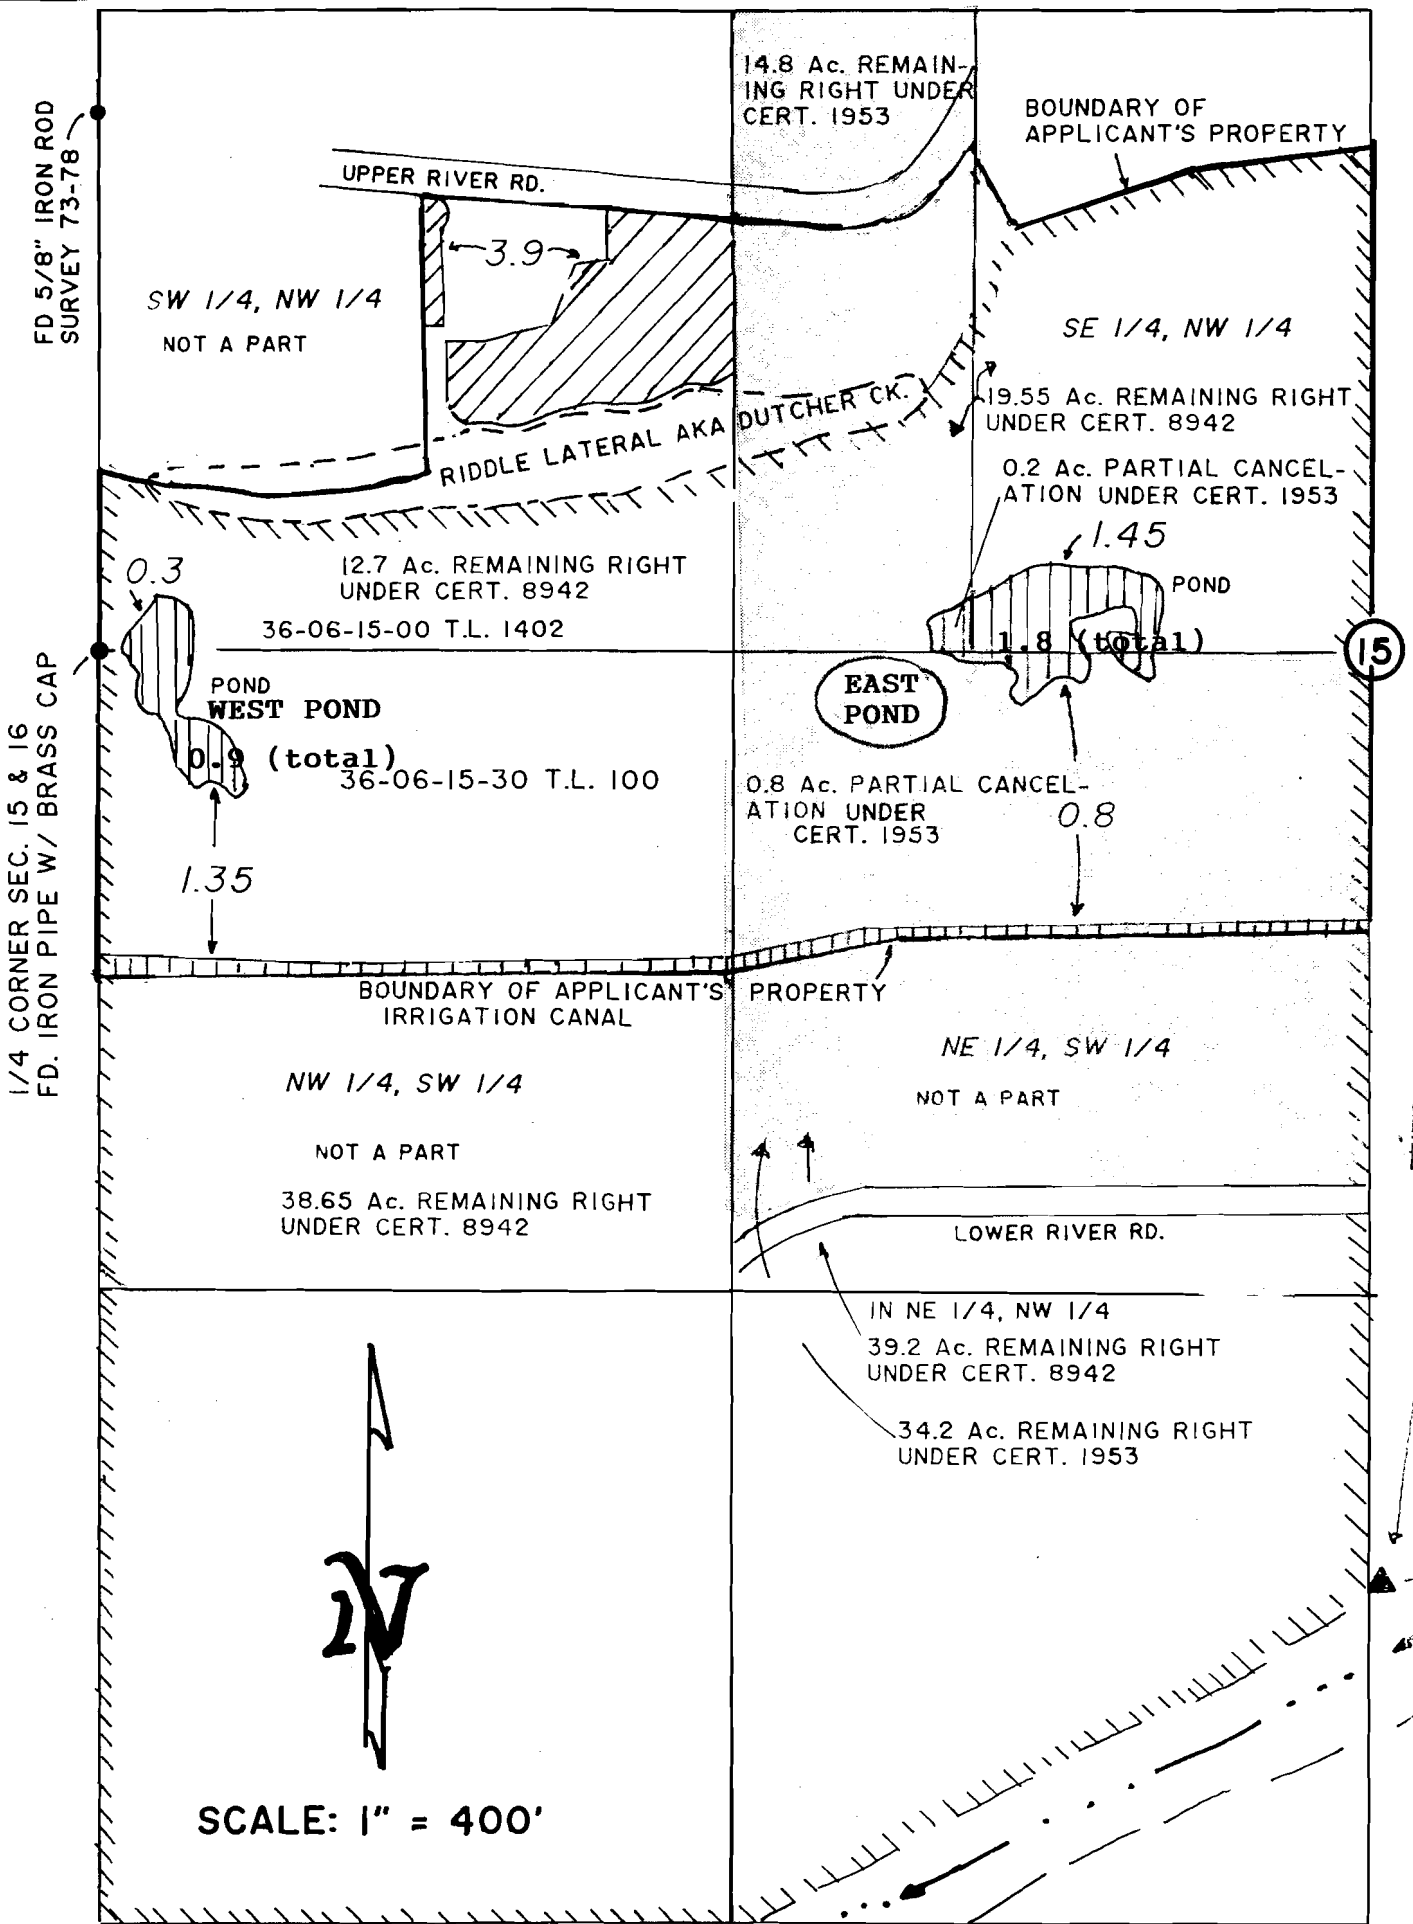 14.8 Ac. REMAIN-
ING RIGHT UNDER
CERT. 1953
BOUNDARY OF
APPLICANT'S PROPERTY
FD 5/8" IRON ROD
SURVEY 73-78
UPPER RIVER RD.
3.9
SW 1/4, NW 1/4
NOT A PART
SE 1/4, NW 1/4
19.55 Ac. REMAINING RIGHT
UNDER CERT. 8942
RIDDLE LATERAL AKA DUTCHER CK.
0.2 Ac. PARTIAL CANCEL-
ATION UNDER CERT. 1953
1.45
POND
0.3
12.7 Ac. REMAINING RIGHT
UNDER CERT. 8942
36-06-15-00 T.L. 1402
1.8 (total)
15
1/4 CORNER SEC. 15 & 16
FD. IRON PIPE W/ BRASS CAP
POND
WEST POND
0.9 (total)
36-06-15-30 T.L. 100
EAST
POND
0.8 Ac. PARTIAL CANCEL-
ATION UNDER
CERT. 1953
0.8
1.35
BOUNDARY OF APPLICANT'S PROPERTY
IRRIGATION CANAL
NE 1/4, SW 1/4
NOT A PART
NW 1/4, SW 1/4
NOT A PART
38.65 Ac. REMAINING RIGHT
UNDER CERT. 8942
LOWER RIVER RD.
IN NE 1/4, NW 1/4
39.2 Ac. REMAINING RIGHT
UNDER CERT. 8942
34.2 Ac. REMAINING RIGHT
UNDER CERT. 1953
N
SCALE: 1" = 400'